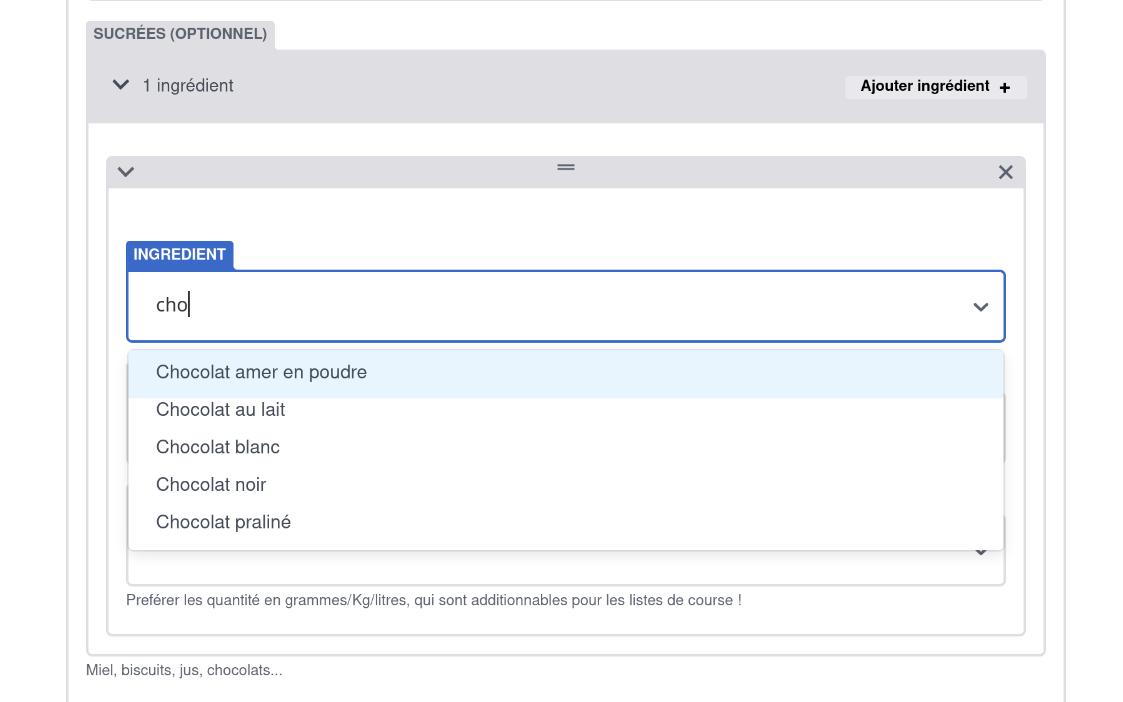 SUCRÉES (OPTIONNEL)
1 ingrédient
Ajouter ingrédient +
INGREDIENT
cho
Chocolat amer en poudre
Chocolat au lait
Chocolat blanc
Chocolat noir
Chocolat praliné
Preférer les quantité en grammes/Kg/litres, qui sont additionnables pour les listes de course !
Miel, biscuits, jus, chocolats...